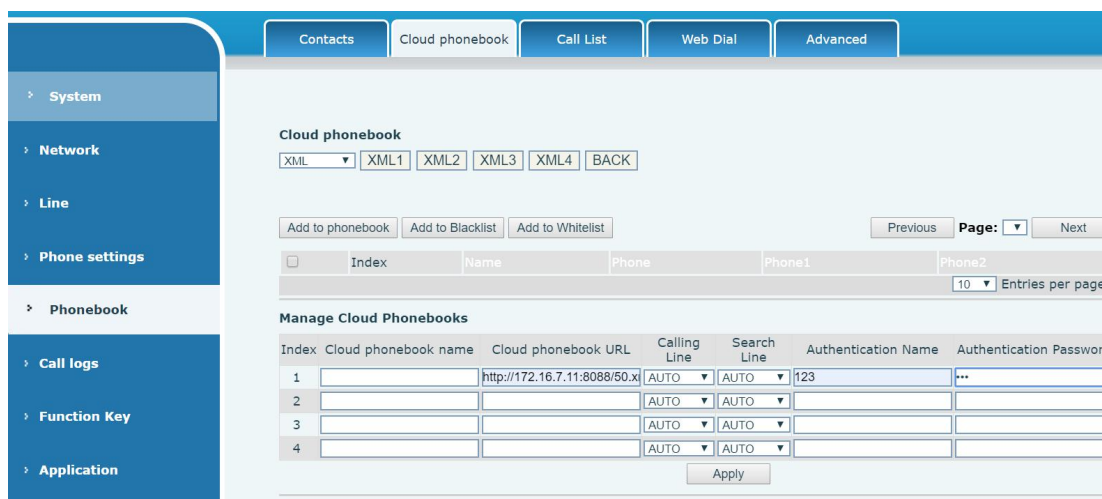 Contacts Cloud phonebook Call List Web Dial Advanced
System
Network
Line
Phone settings
Phonebook
Call logs
Function Key
Application
Cloud phonebook
XML XML1 XML2 XML3 XML4 BACK
Add to phonebook Add to Blacklist Add to Whitelist Previous Page: Next
Index Name Phone Phone1 Phone2
10 Entries per page
Manage Cloud Phonebooks
Index Cloud phonebook name Cloud phonebook URL Calling Line Search Line Authentication Name Authentication Passwor
1 http://172.16.7.11:8088/50.x AUTO AUTO 123 •••
2 AUTO AUTO
3 AUTO AUTO
4 AUTO AUTO
Apply